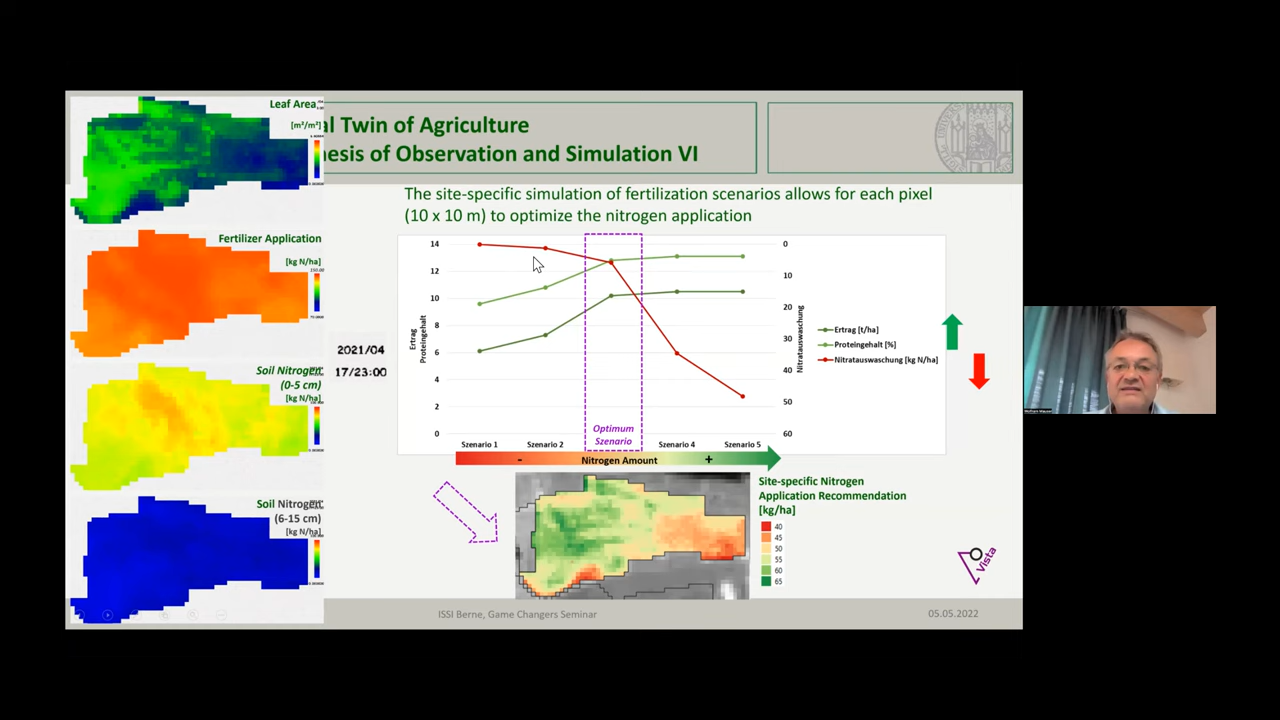 Leaf Area
[m²/m²]
Fertilizer Application
[kg N/ha]
Soil Nitrogen
(0-5 cm)
[kg N/ha]
Soil Nitrogen
(6-15 cm)
[kg N/ha]
2021/04
17/23:00
al Twin of Agriculture
esis of Observation and Simulation VI
The site-specific simulation of fertilization scenarios allows for each pixel
(10 x 10 m) to optimize the nitrogen application
14
12
10
8
6
4
2
0
Ertrag
Proteingehalt
0
10
20
30
40
50
60
Nitratauswaschung
Szenario 1
Szenario 2
Optimum
Szenario
Szenario 4
Szenario 5
Ertrag [t/ha]
Proteingehalt [%]
Nitratauswaschung [kg N/ha]
- Nitrogen Amount +
Site-specific Nitrogen
Application Recommendation
[kg/ha]
40
45
50
55
60
65
Vista
ISSI Berne, Game Changers Seminar
05.05.2022